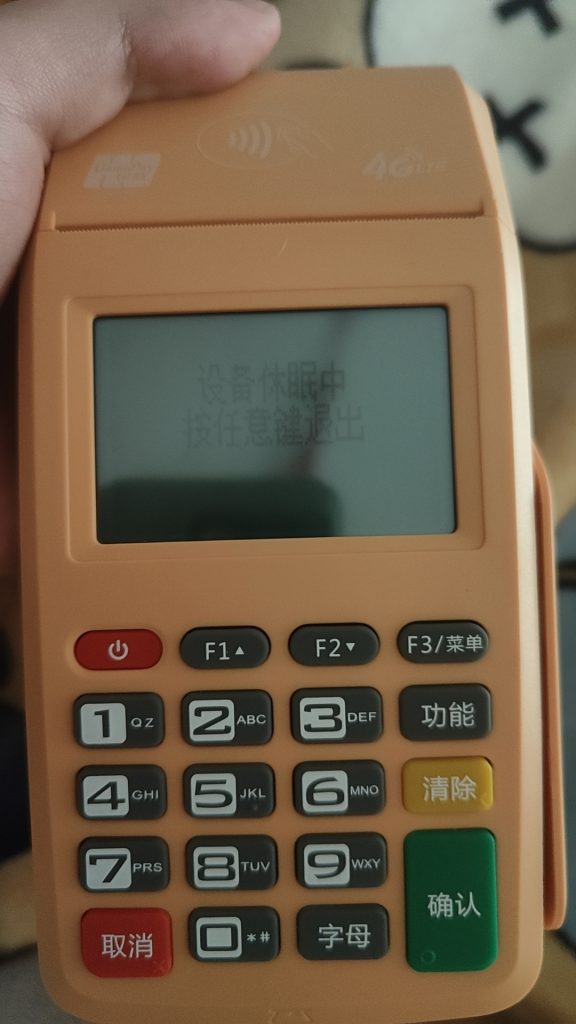 4G LTE
设备休眠中
按任意键退出
F1▲
F2▼
F3/菜单
1 QZ
2 ABC
3 DEF
功能
4 GHI
5 JKL
6 MNO
清除
7 PRS
8 TUV
9 WXY
确认
取消
0 *#
字母